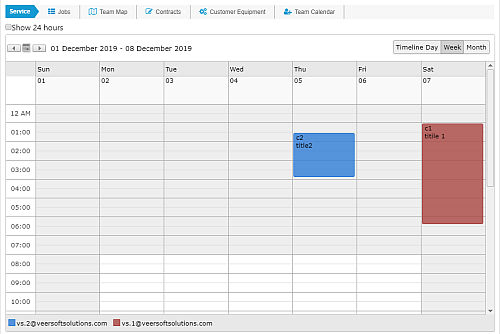 Service Jobs Team Map Contracts Customer Equipment Team Calendar
Show 24 hours
01 December 2019 - 08 December 2019 Timeline Day Week Month
Sun Mon Tue Wed Thu Fri Sat
01 02 03 04 05 06 07
12 AM
01:00
c2 c1
title2 titile 1
02:00
03:00
04:00
05:00
06:00
07:00
08:00
09:00
10:00
vs.2@veersoftsolutions.com vs.1@veersoftsolutions.com